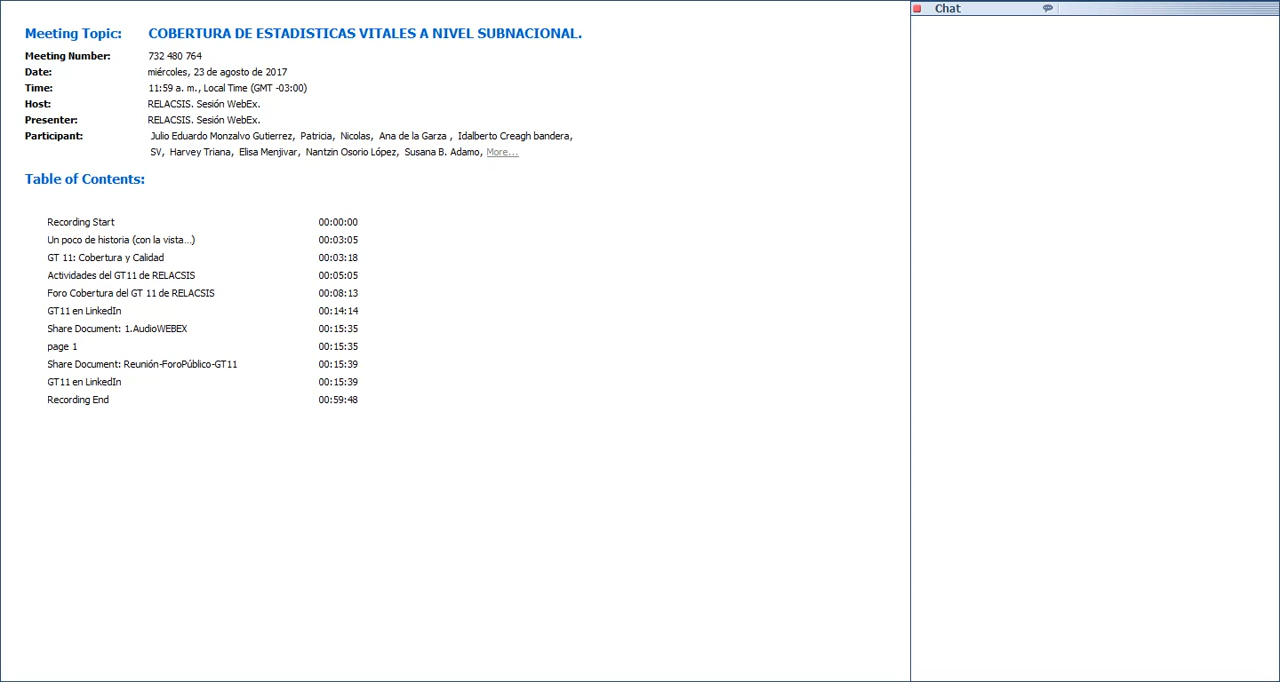 Meeting Topic: COBERTURA DE ESTADISTICAS VITALES A NIVEL SUBNACIONAL.
Meeting Number: 732 480 764
Date: miércoles, 23 de agosto de 2017
Time: 11:59 a. m., Local Time (GMT -03:00)
Host: RELACSIS. Sesión WebEx.
Presenter: RELACSIS. Sesión WebEx.
Participant: Julio Eduardo Monzalvo Gutierrez, Patricia, Nicolas, Ana de la Garza , Idalberto Creagh bandera,
SV, Harvey Triana, Elisa Menjivar, Nantzin Osorio López, Susana B. Adamo, More...
Table of Contents:
Recording Start 00:00:00
Un poco de historia (con la vista...) 00:03:05
GT 11: Cobertura y Calidad 00:03:18
Actividades del GT11 de RELACSIS 00:05:05
Foro Cobertura del GT 11 de RELACSIS 00:08:13
GT11 en LinkedIn 00:14:14
Share Document: 1.AudioWEBEX 00:15:35
page 1 00:15:35
Share Document: Reunión-ForoPúblico-GT11 00:15:39
GT11 en LinkedIn 00:15:39
Recording End 00:59:48
Chat